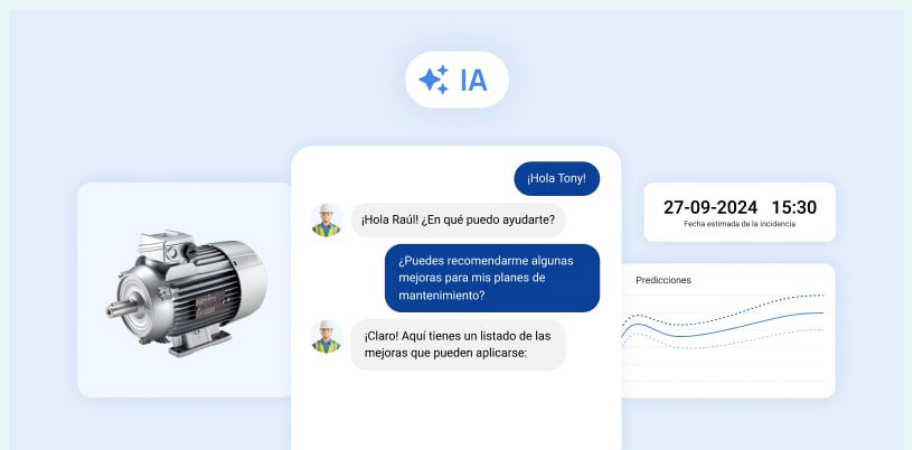 IA
¡Hola Tony!
¡Hola Raúl! ¿En qué puedo ayudarte?
¿Puedes recomendarme algunas
mejoras para mis planes de
mantenimiento?
¡Claro! Aquí tienes un listado de las
mejoras que pueden aplicarse:
27-09-2024 15:30
Fecha estimada de la incidencia
Predicciones